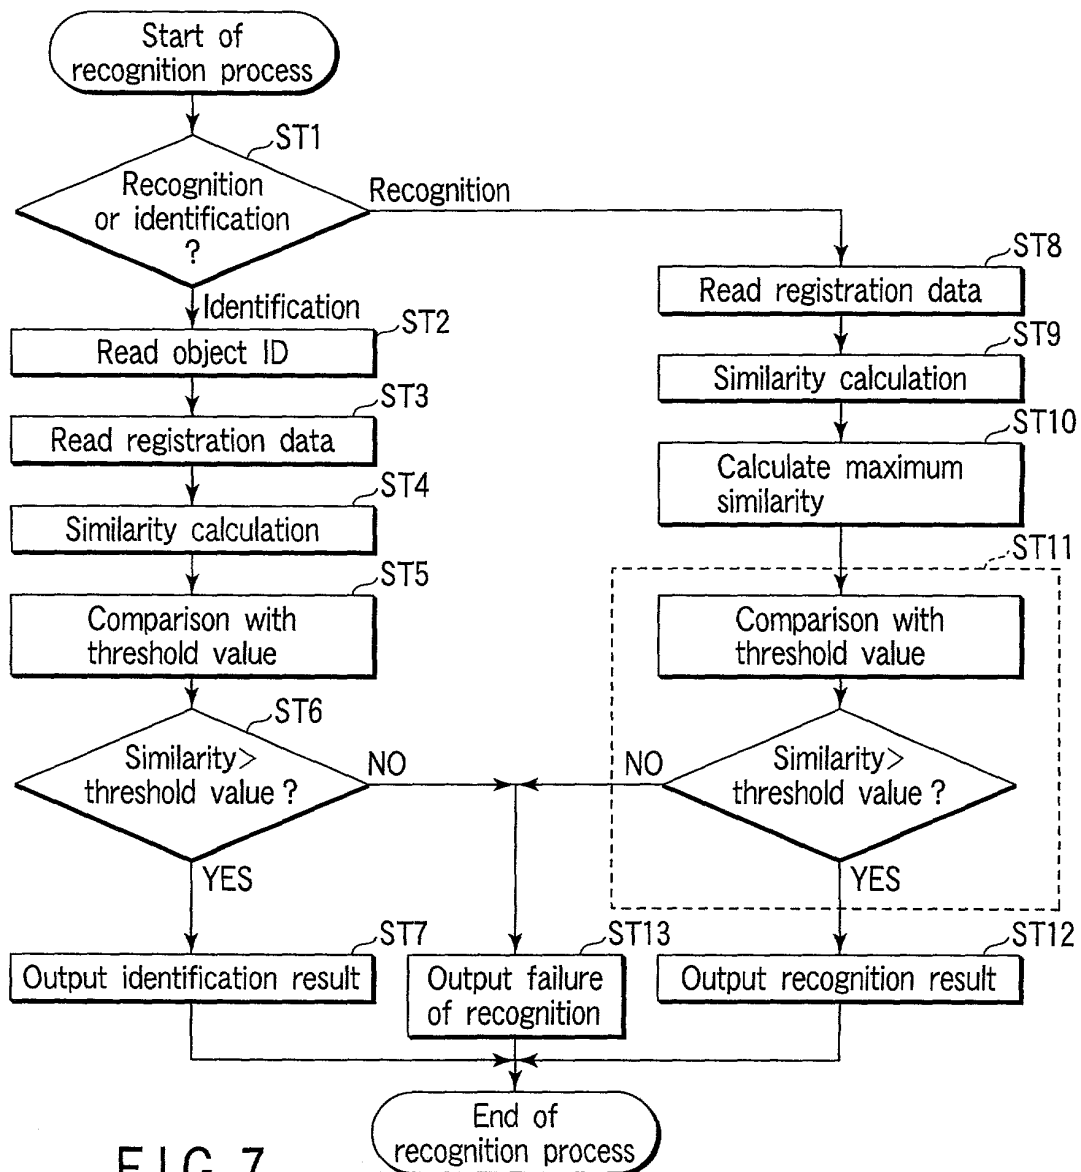 Start of
recognition process
ST1
Recognition
or identification
?
Recognition
Identification
ST2
Read object ID
ST3
Read registration data
ST4
Similarity calculation
ST5
Comparison with
threshold value
ST6
Similarity>
threshold value ?
NO
YES
ST7
Output identification result
ST8
Read registration data
ST9
Similarity calculation
ST10
Calculate maximum
similarity
ST11
Comparison with
threshold value
Similarity>
threshold value ?
NO
YES
ST12
Output recognition result
ST13
Output failure
of recognition
End of
recognition process
FIG. 7